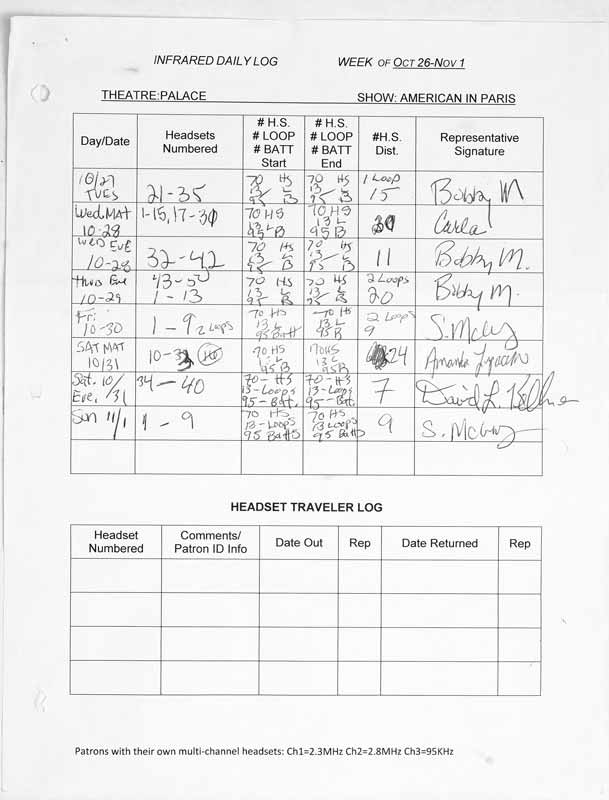 INFRARED DAILY LOG WEEK OF OCT 26-NOV 1
THEATRE:PALACE SHOW: AMERICAN IN PARIS
Day/Date Headsets Numbered # H.S. # LOOP # BATT Start # H.S. # LOOP # BATT End #H.S. Dist. Representative Signature
10/27 TUES 21-35 70 HS 13 L 95 B 70 HS 13 L 95 B 1 Loop 15 Bobby M
Wed. MAT 10-28 1-15, 17-31 70 HS 13 L 95 B 70 HS 13 L 95 B 30 Carla
WED EVE 10-28 32-42 70 HS 13 L 95 B 70 HS 13 L 95 B 11 Bobby M.
Thurs Eve 10-29 43-50 1-13 70 HS 13 L 95 B 70 HS 13 L 95 B 2 Loops 20 Bobby M.
Fri 10-30 1-9 2 Loops 70 HS 13 L 95 Batt 70 HS 13 L 95 B 2 Loops 9
SAT MAT 10/31 10-33 70 HS 13 L 95 B 70 HS 13 L 95 B 24 Amanda
Sat. Eve, 10/31 34-40 70-HS 13-Loops 95-Batt. 70-HS 13-Loops 95-Batt. 7 David L.
Sun 11/1 1-9 70 HS 13-Loops 95 Batts 70 HS 13 Loops 95 Batts 9
HEADSET TRAVELER LOG
Headset Numbered Comments/ Patron ID Info Date Out Rep Date Returned Rep
Patrons with their own multi-channel headsets: Ch1=2.3MHz Ch2=2.8MHz Ch3=95KHz